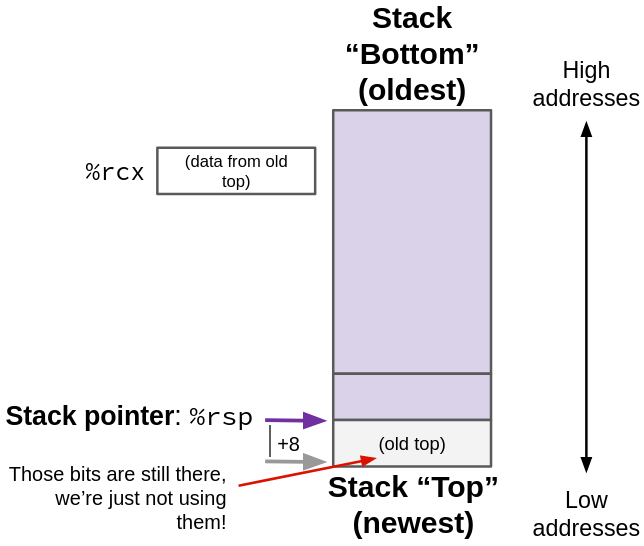 Stack
“Bottom”
(oldest)
High
addresses
%rcx
(data from old
top)
Stack pointer: %rsp
+8
(old top)
Those bits are still there,
we’re just not using
them!
Stack “Top”
(newest)
Low
addresses